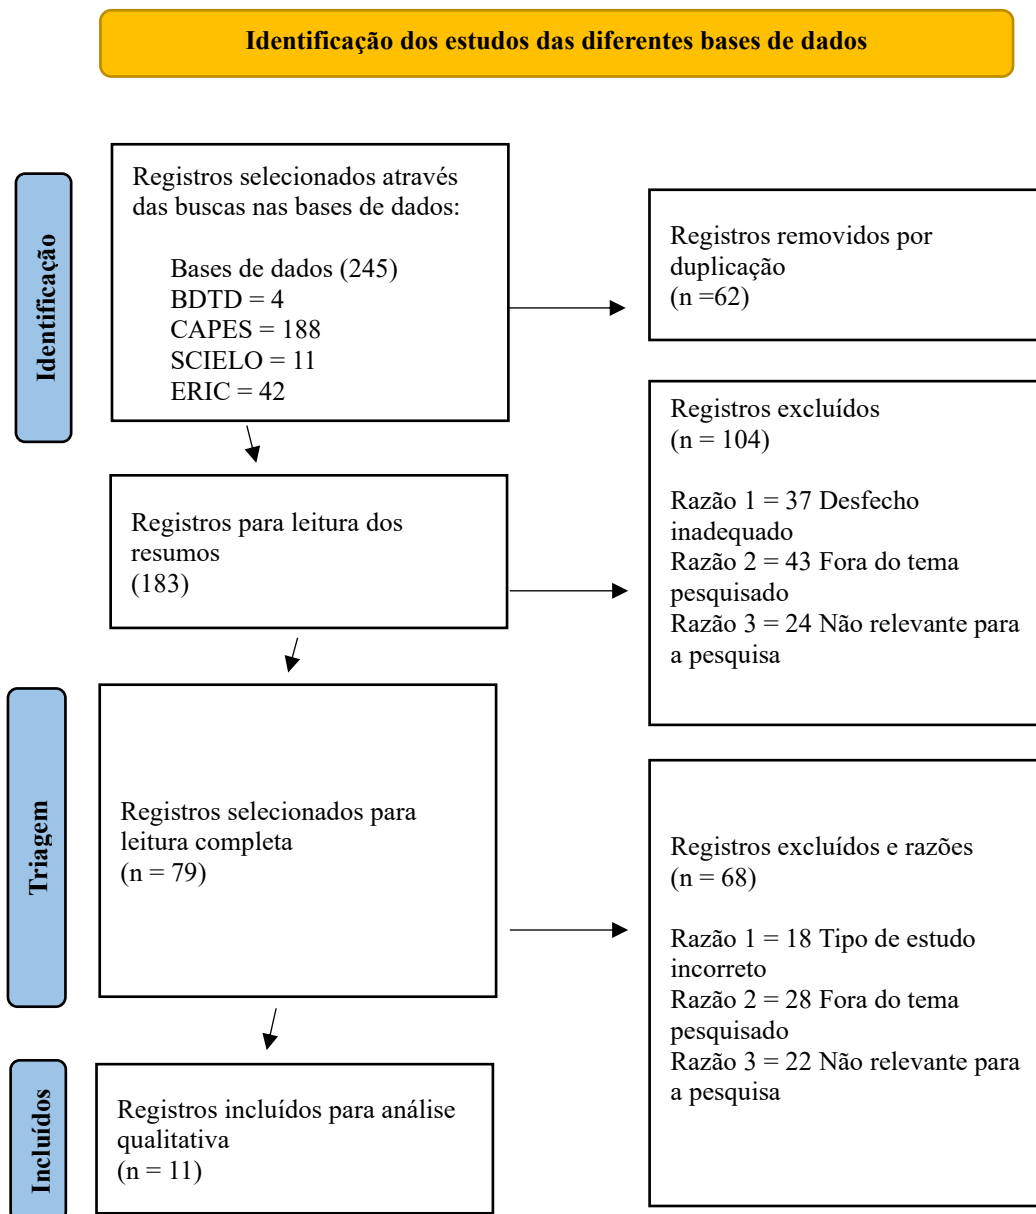 Identificação dos estudos das diferentes bases de dados
Identificação
Registros selecionados através
das buscas nas bases de dados:
Bases de dados (245)
BDTD = 4
CAPES = 188
SCIELO = 11
ERIC = 42
Registros removidos por
duplicação
(n =62)
Registros para leitura dos
resumos
(183)
Registros excluídos
(n = 104)
Razão 1 = 37 Desfecho
inadequado
Razão 2 = 43 Fora do tema
pesquisado
Razão 3 = 24 Não relevante para
a pesquisa
Triagem
Registros selecionados para
leitura completa
(n = 79)
Registros excluídos e razões
(n = 68)
Razão 1 = 18 Tipo de estudo
incorreto
Razão 2 = 28 Fora do tema
pesquisado
Razão 3 = 22 Não relevante para
a pesquisa
Incluídos
Registros incluídos para análise
qualitativa
(n = 11)